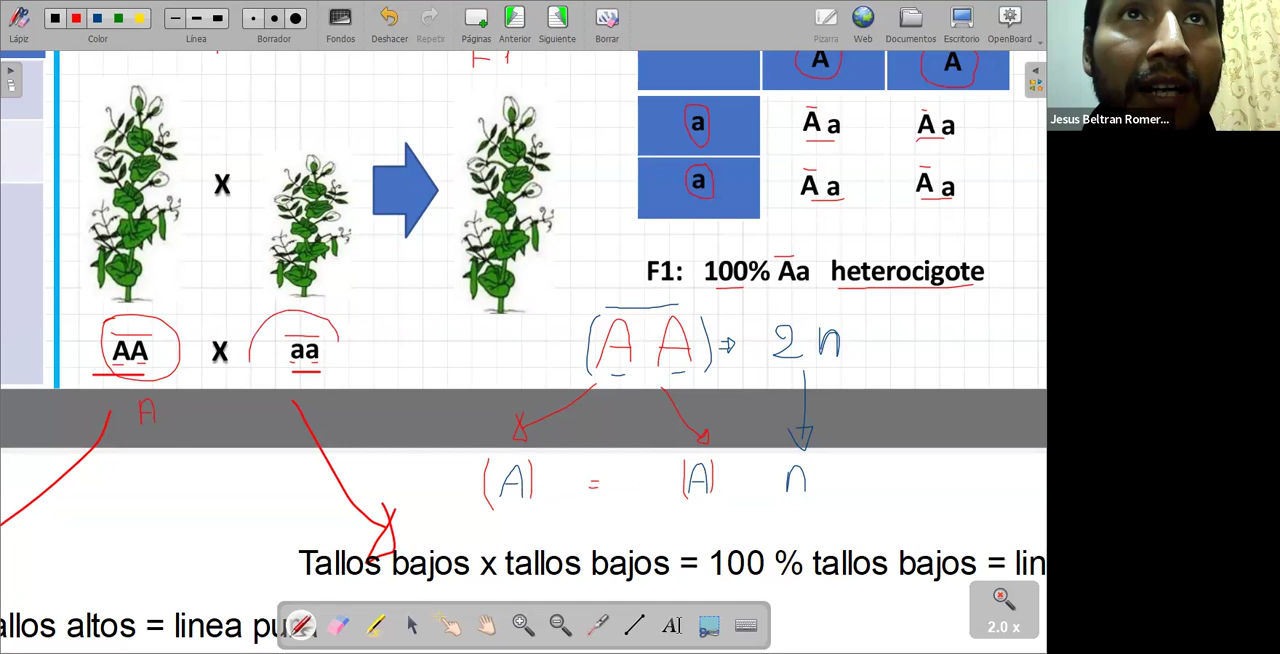 Lápiz Color Línea Borrador Fondos Deshacer Repetir Páginas Anterior Siguiente Borrar Pizarra Web Documentos Escritorio OpenBoard
Jesus Beltran Romer...
A A
a A a A a
a A a A a
X
F1: 100% Aa heterocigote
AA X aa
A A ⇒ 2n
A
(A) = (A) n
Tallos bajos x tallos bajos = 100 % tallos bajos = lin
allos altos = linea pura
2.0 x